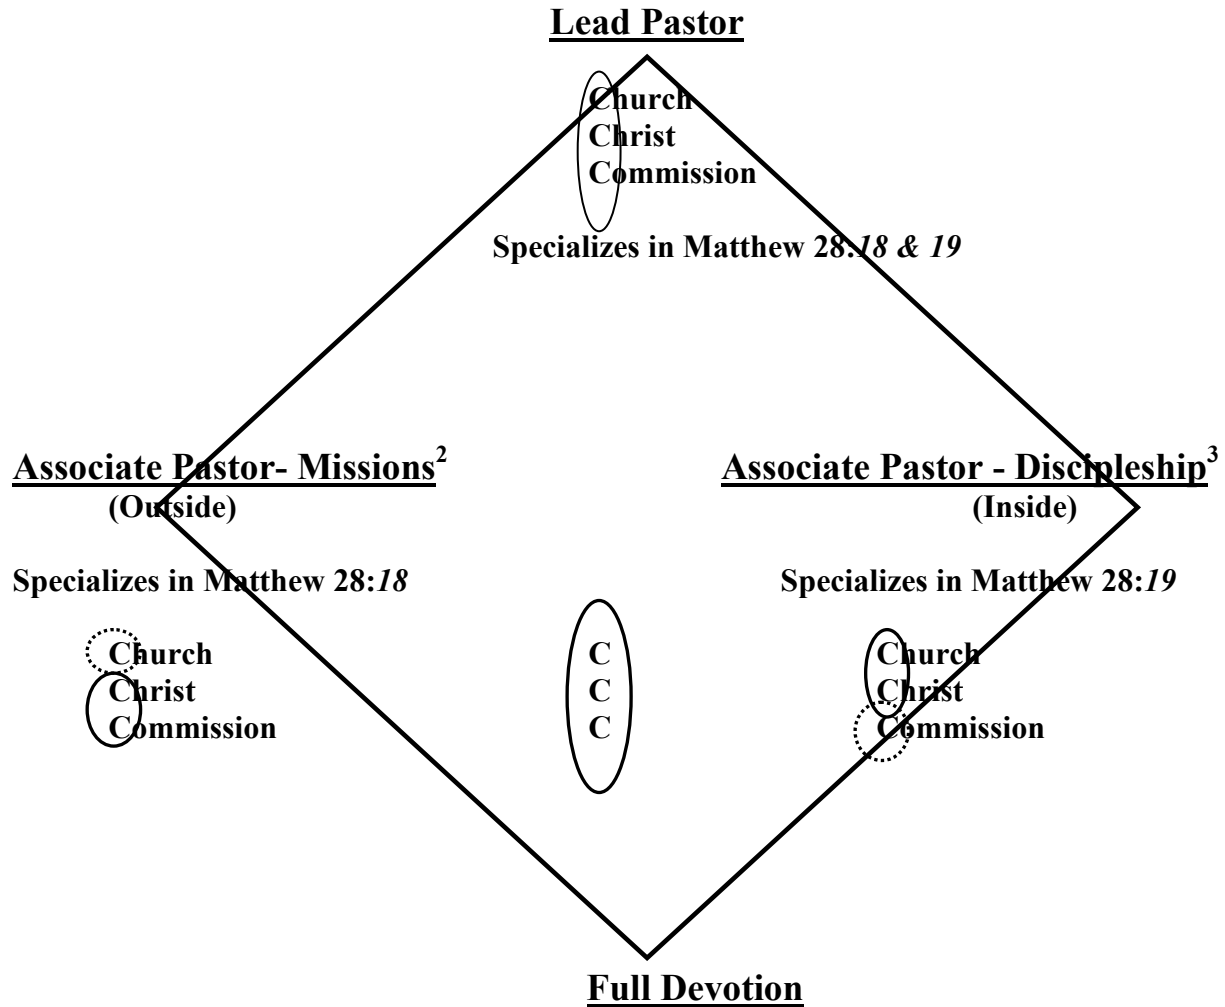 Lead Pastor
Church
Christ
Commission
Specializes in Matthew 28:18 & 19
Associate Pastor- Missions2
(Outside)
Specializes in Matthew 28:18
Church
Christ
Commission
C
C
C
Associate Pastor - Discipleship3
(Inside)
Specializes in Matthew 28:19
Church
Christ
Commission
Full Devotion